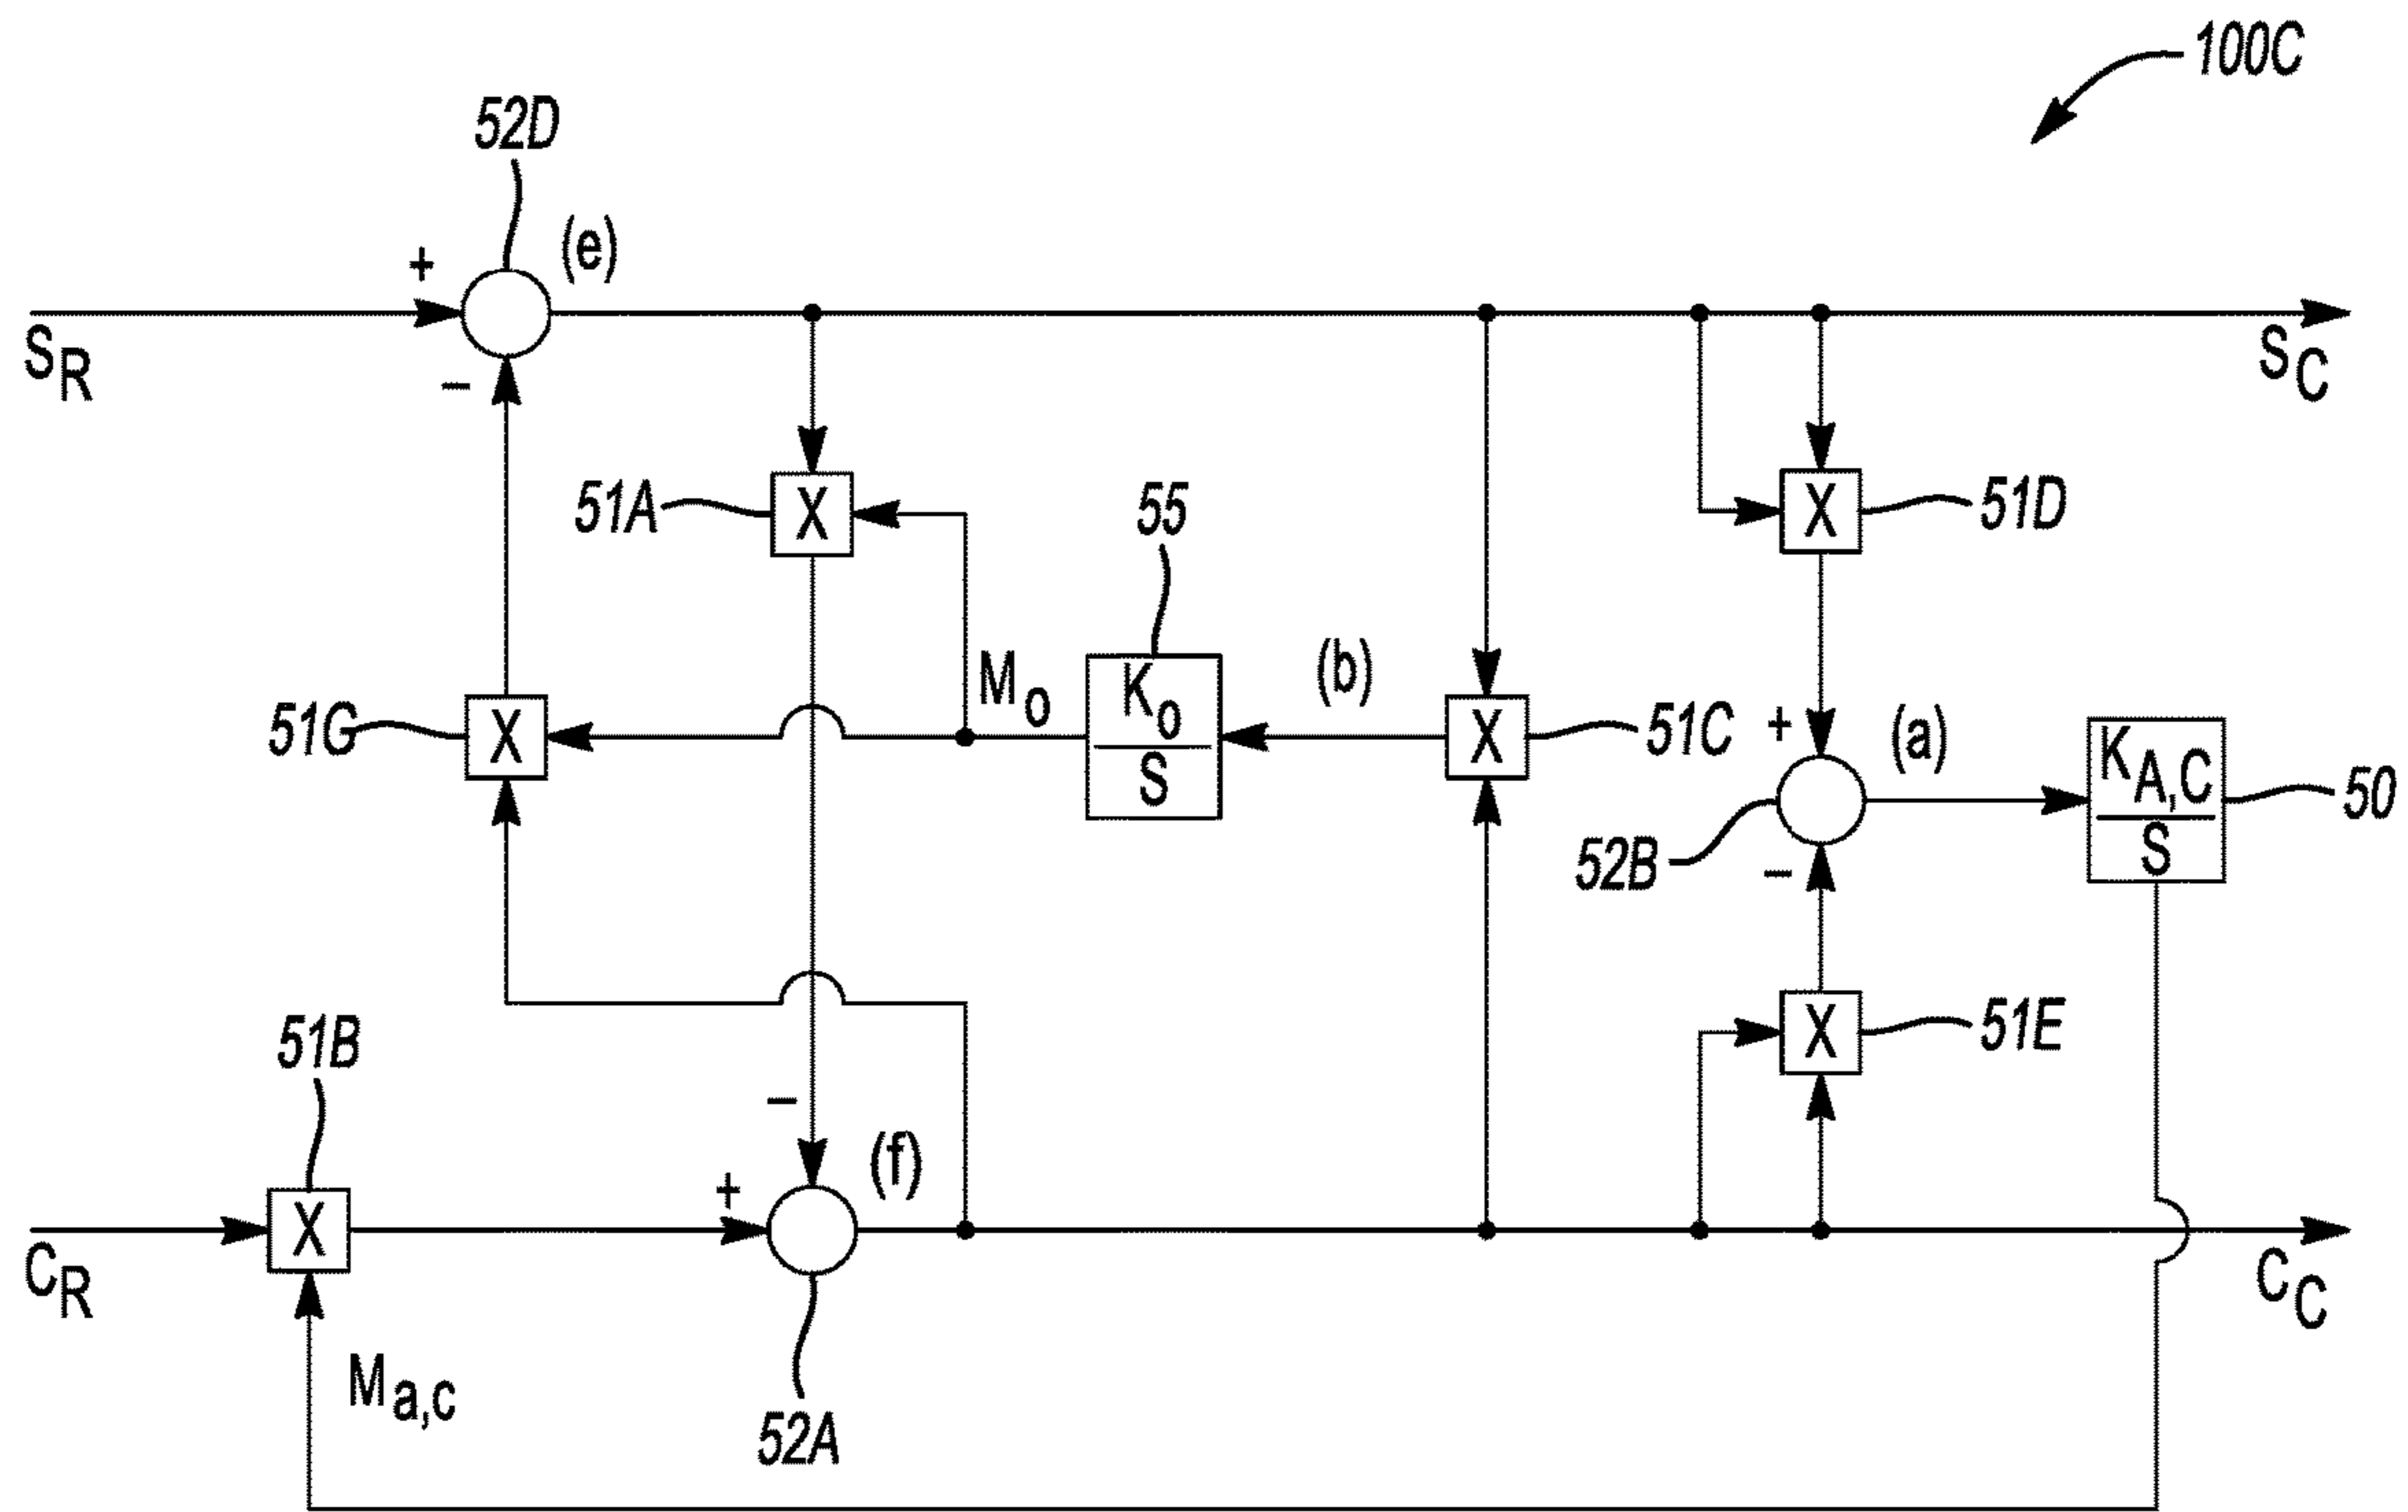 100C
52D
(e)
+
S_R
−
S_C
51A
X
55
51D
X
51G
X
M_o
K_o
S
(b)
X
51C
+
(a)
K_A,C
S
50
52B
−
51B
X
51E
−
(f)
+
X
C_R
C_C
M_a,c
52A